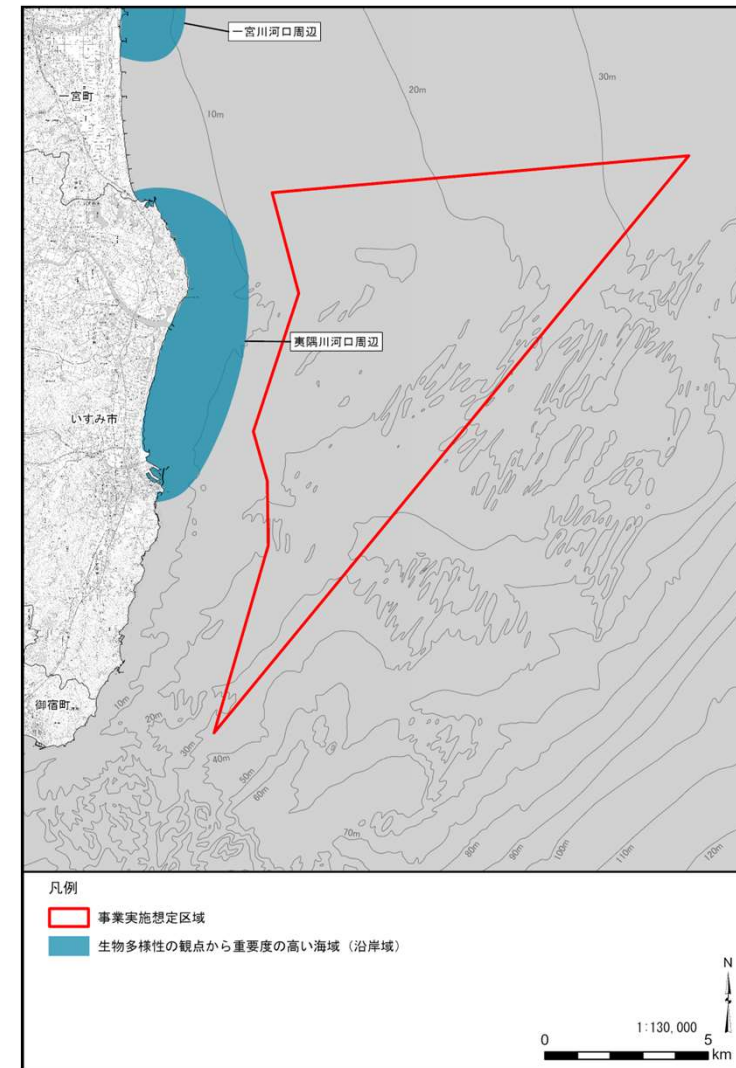 一宮川河口周辺
一宮町
10m
20m
30m
夷隅川河口周辺
いすみ市
御宿町
10m
20m
30m
40m
50m
60m
70m
80m
90m
100m
110m
120m
凡例
事業実施想定区域
生物多様性の観点から重要度の高い海域（沿岸域）
N
1:130,000
0 5
km